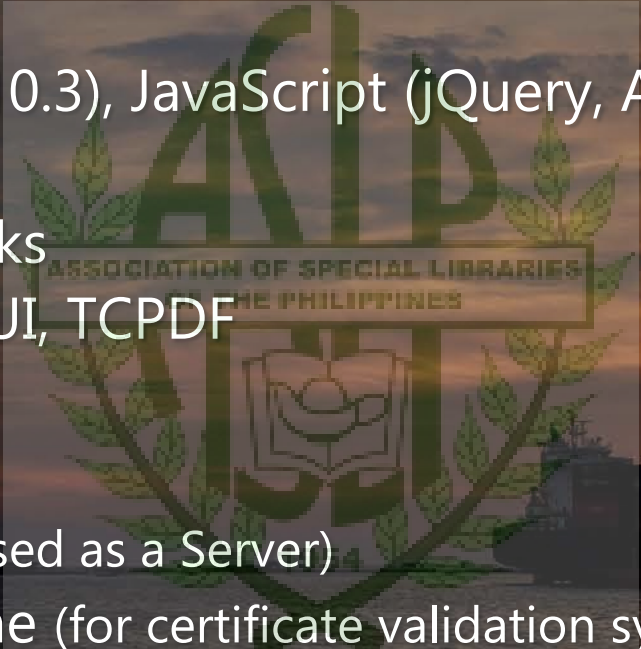 0.3), JavaScript (jQuery, A
ASLP
ks
ASSOCIATION OF SPECIAL LIBRARIES
OF THE PHILIPPINES
UI, TCPDF
sed as a Server)
ne (for certificate validation sy